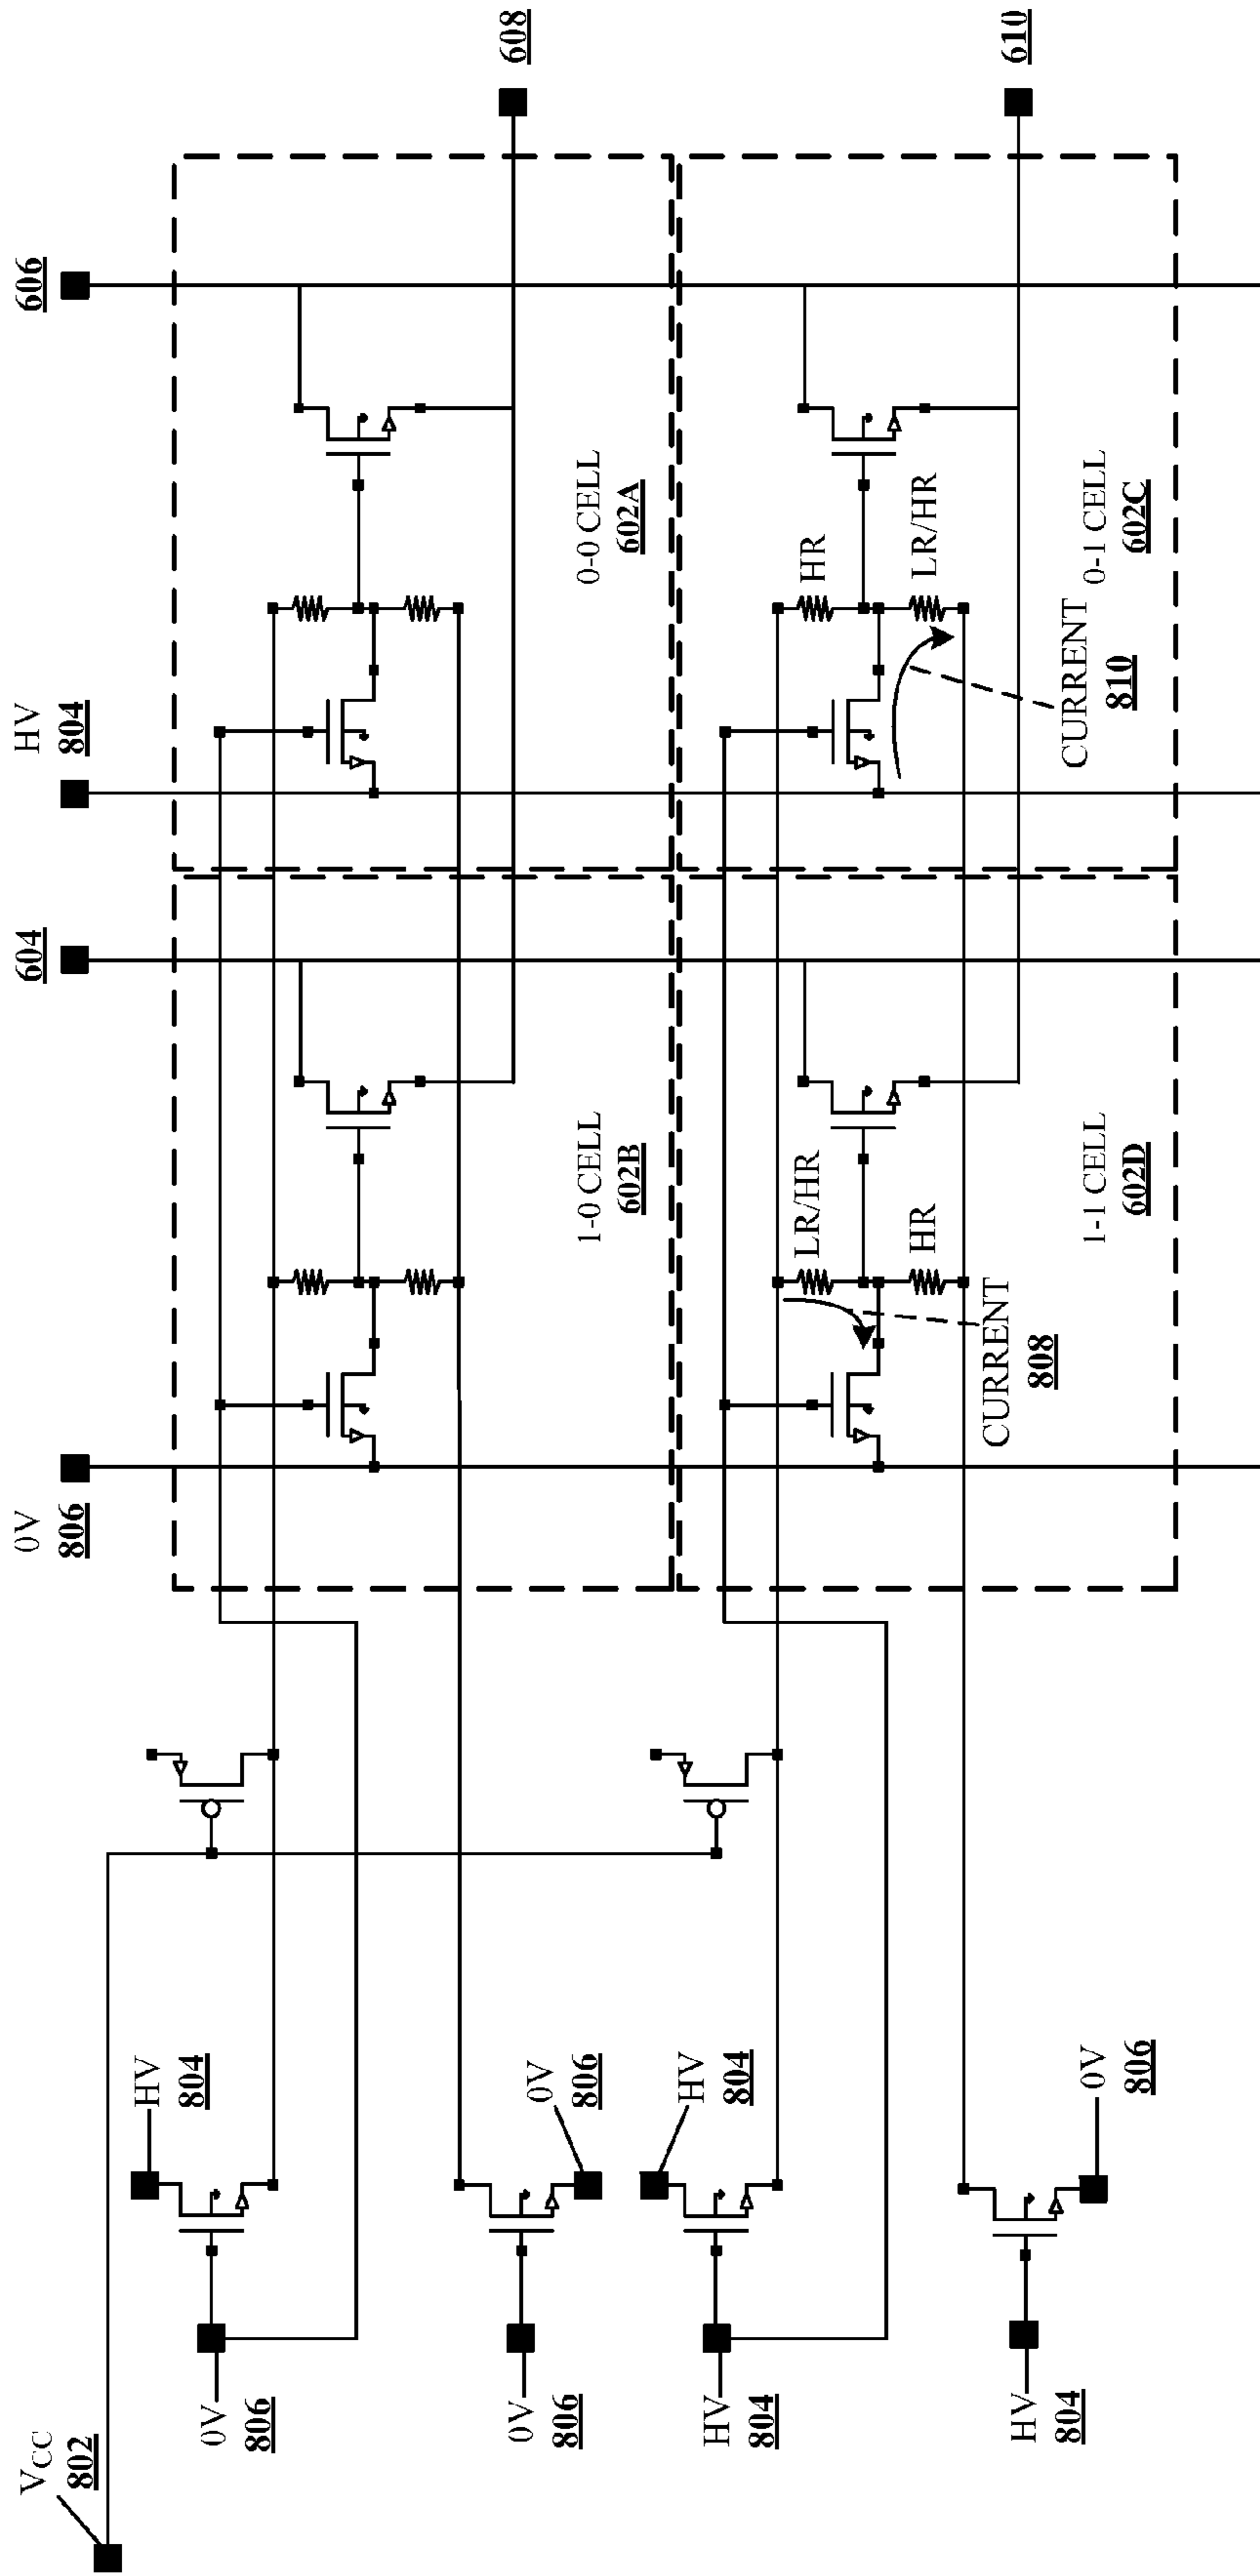 V_CC
802
0V
806
HV
804
0V
806
0V
806
HV
804
HV
804
HV
804
0V
806
0V
806
604
HV
804
606
1-0 CELL
602B
0-0 CELL
602A
608
LR/HR
HR
CURRENT
808
1-1 CELL
602D
HR
LR/HR
CURRENT
810
0-1 CELL
602C
610